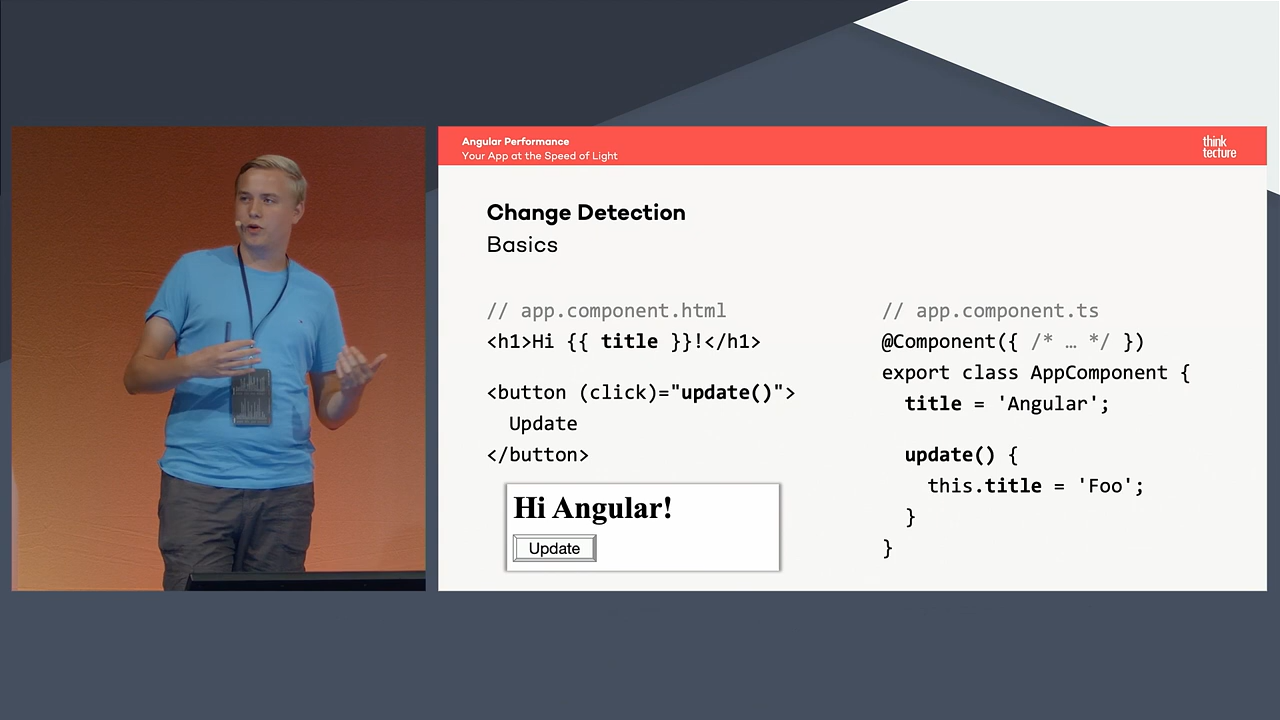 Angular Performance
Your App at the Speed of Light
think
tecture
Change Detection
Basics
// app.component.html
<h1>Hi {{ title }}!</h1>
<button (click)="update()">
Update
</button>
Hi Angular!
Update
// app.component.ts
@Component({ /* … */ })
export class AppComponent {
title = 'Angular';
update() {
this.title = 'Foo';
}
}